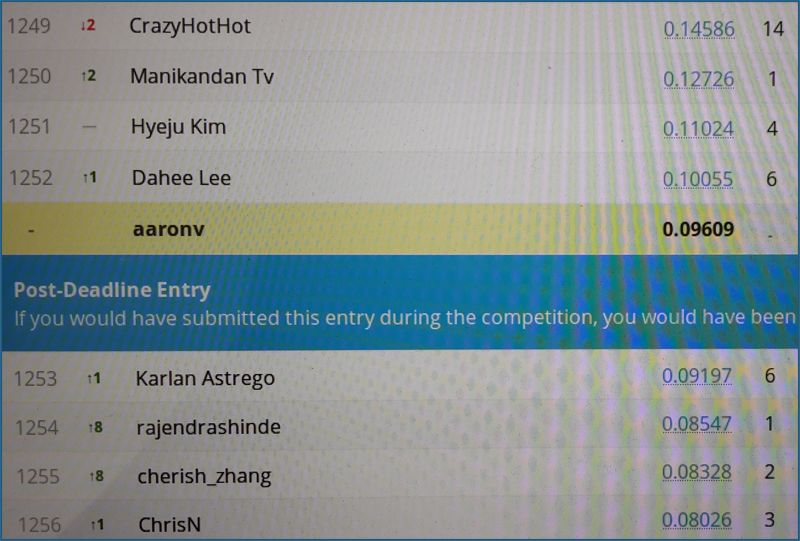 1249 ↓2 CrazyHotHot 0.14586 14
1250 ↑2 Manikandan Tv 0.12726 1
1251 — Hyeju Kim 0.11024 4
1252 ↑1 Dahee Lee 0.10055 6
- aaronv 0.09609 -
Post-Deadline Entry
If you would have submitted this entry during the competition, you would have been
1253 ↑1 Karlan Astrego 0.09197 6
1254 ↑8 rajendrashinde 0.08547 1
1255 ↑8 cherish_zhang 0.08328 2
1256 ↑1 ChrisN 0.08026 3